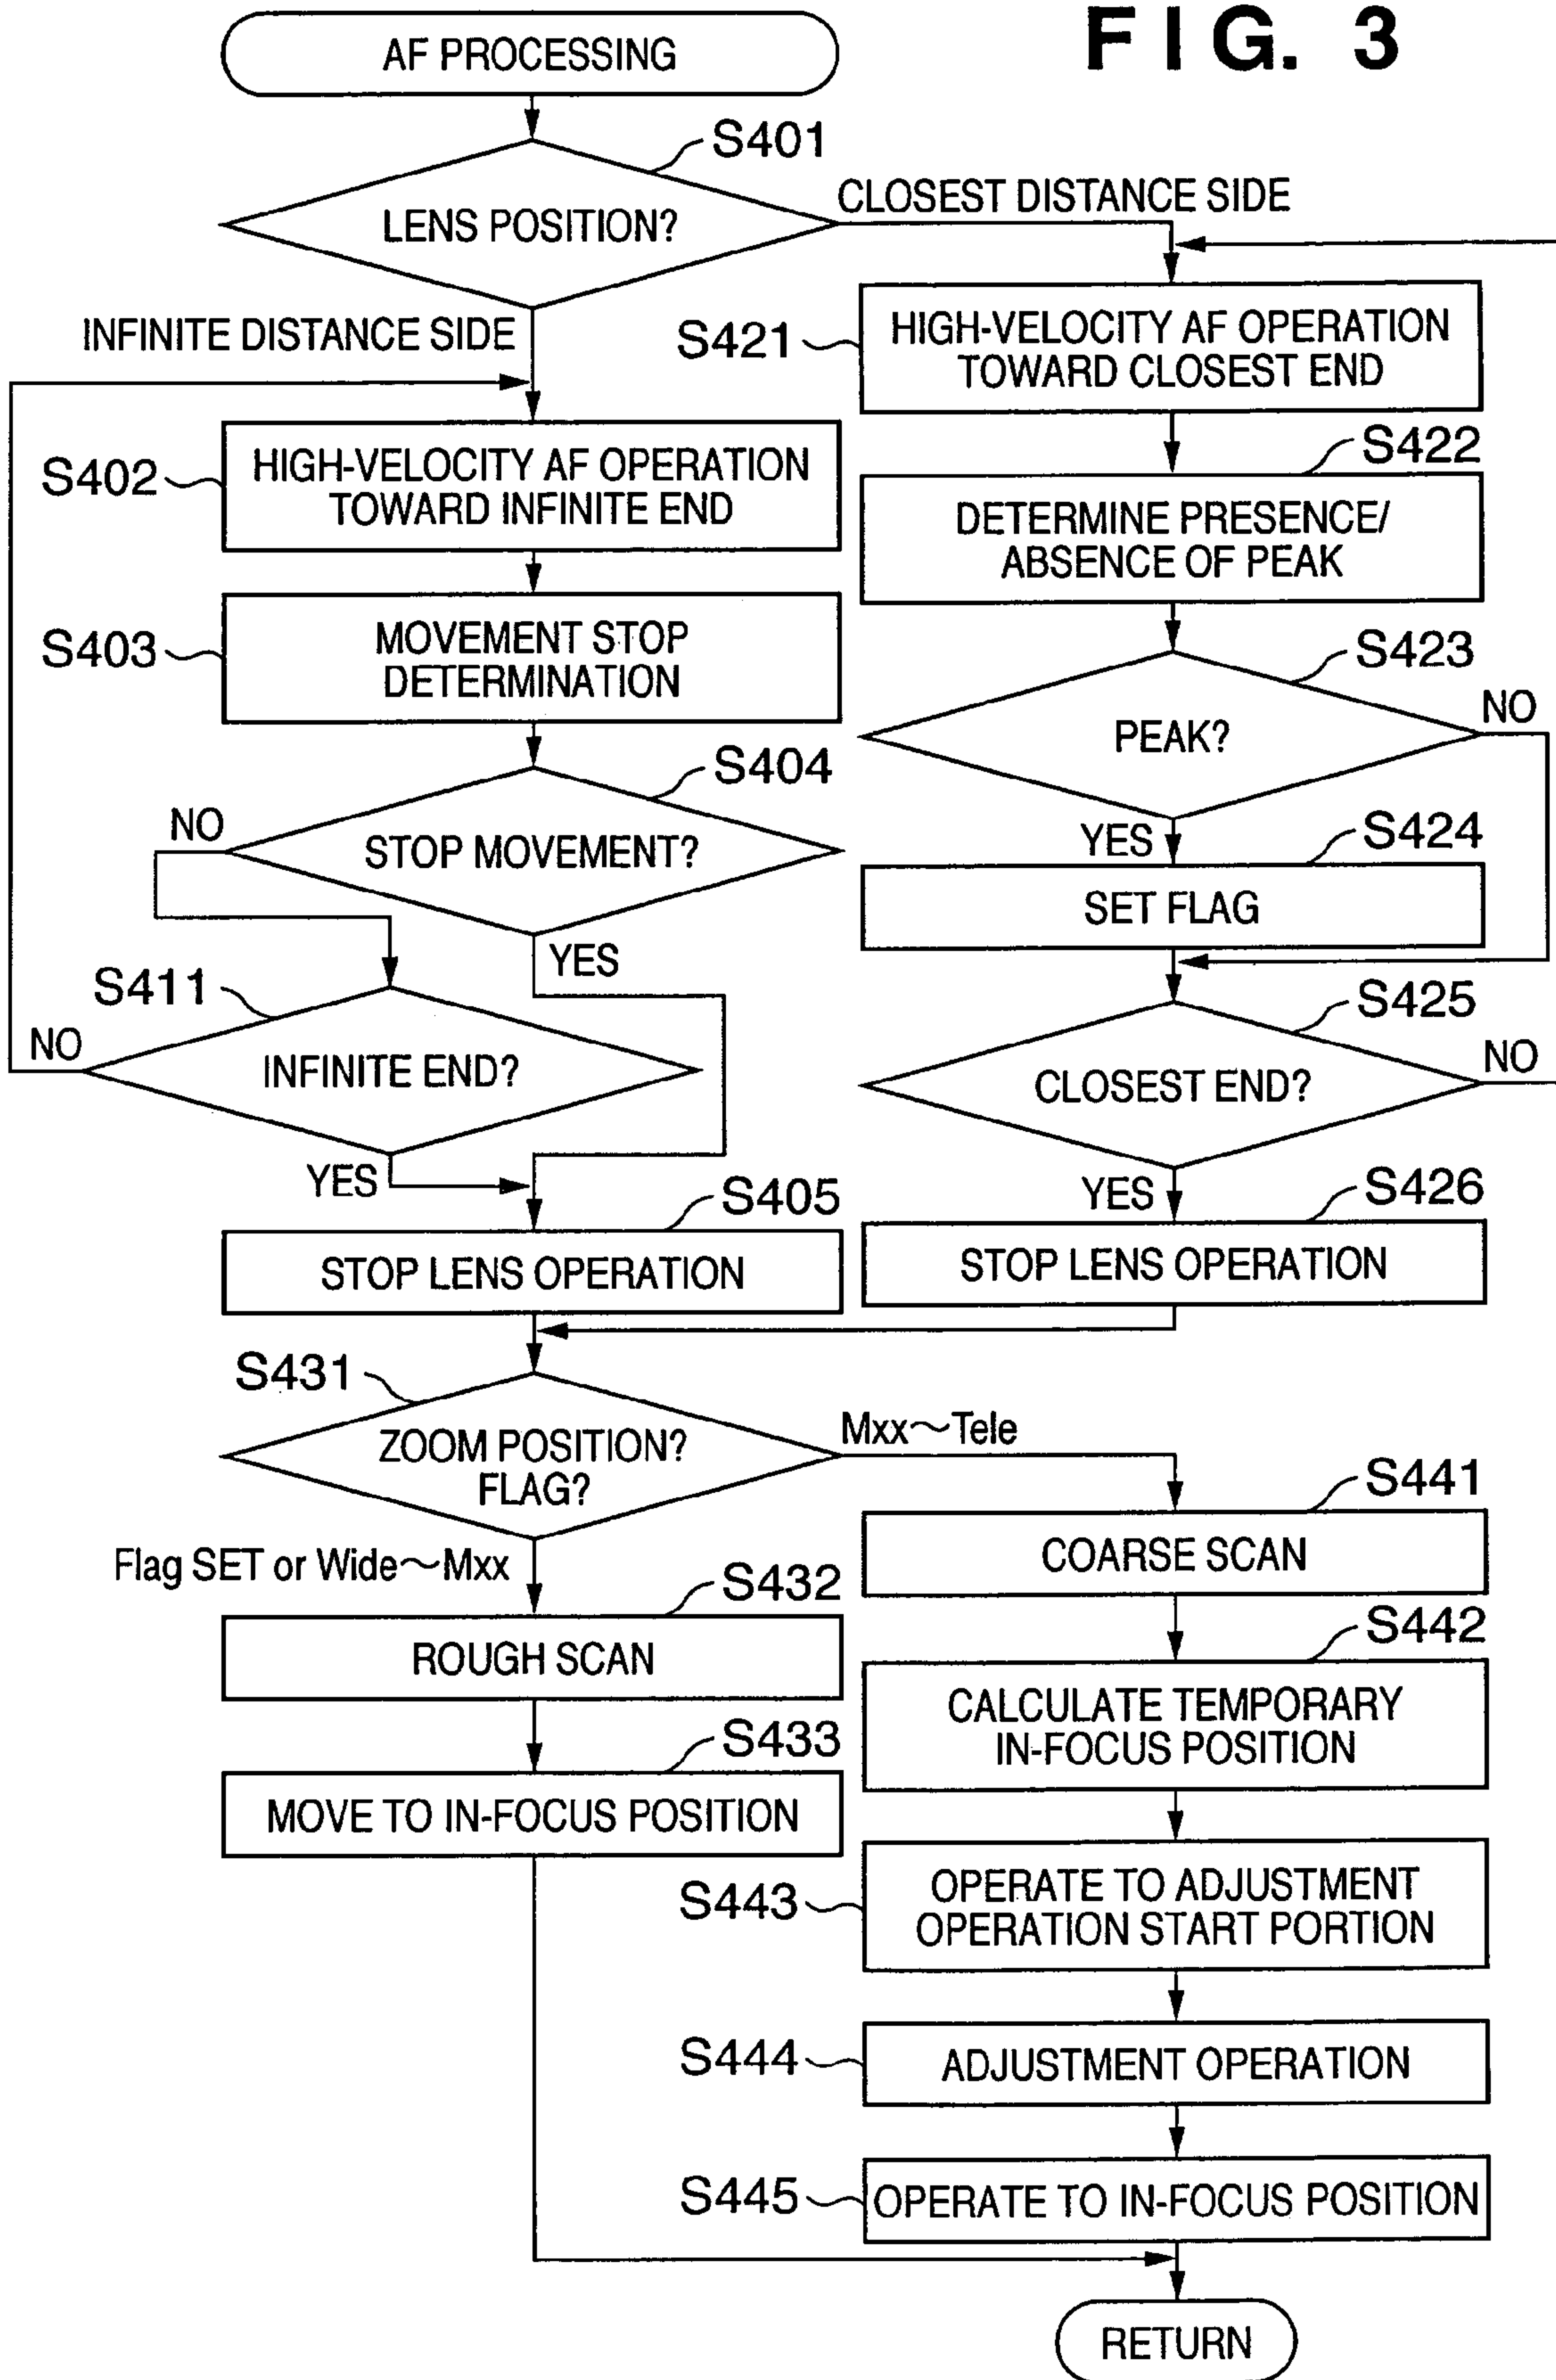 FIG. 3
AF PROCESSING
S401
LENS POSITION?
CLOSEST DISTANCE SIDE
INFINITE DISTANCE SIDE
S402
HIGH-VELOCITY AF OPERATION
TOWARD INFINITE END
S403
MOVEMENT STOP
DETERMINATION
S404
STOP MOVEMENT?
NO
YES
S411
INFINITE END?
NO
YES
S405
STOP LENS OPERATION
S421
HIGH-VELOCITY AF OPERATION
TOWARD CLOSEST END
S422
DETERMINE PRESENCE/
ABSENCE OF PEAK
S423
PEAK?
NO
YES
S424
SET FLAG
S425
CLOSEST END?
NO
YES
S426
STOP LENS OPERATION
S431
ZOOM POSITION?
FLAG?
Mxx~Tele
Flag SET or Wide~Mxx
S432
ROUGH SCAN
S433
MOVE TO IN-FOCUS POSITION
S441
COARSE SCAN
S442
CALCULATE TEMPORARY
IN-FOCUS POSITION
S443
OPERATE TO ADJUSTMENT
OPERATION START PORTION
S444
ADJUSTMENT OPERATION
S445
OPERATE TO IN-FOCUS POSITION
RETURN